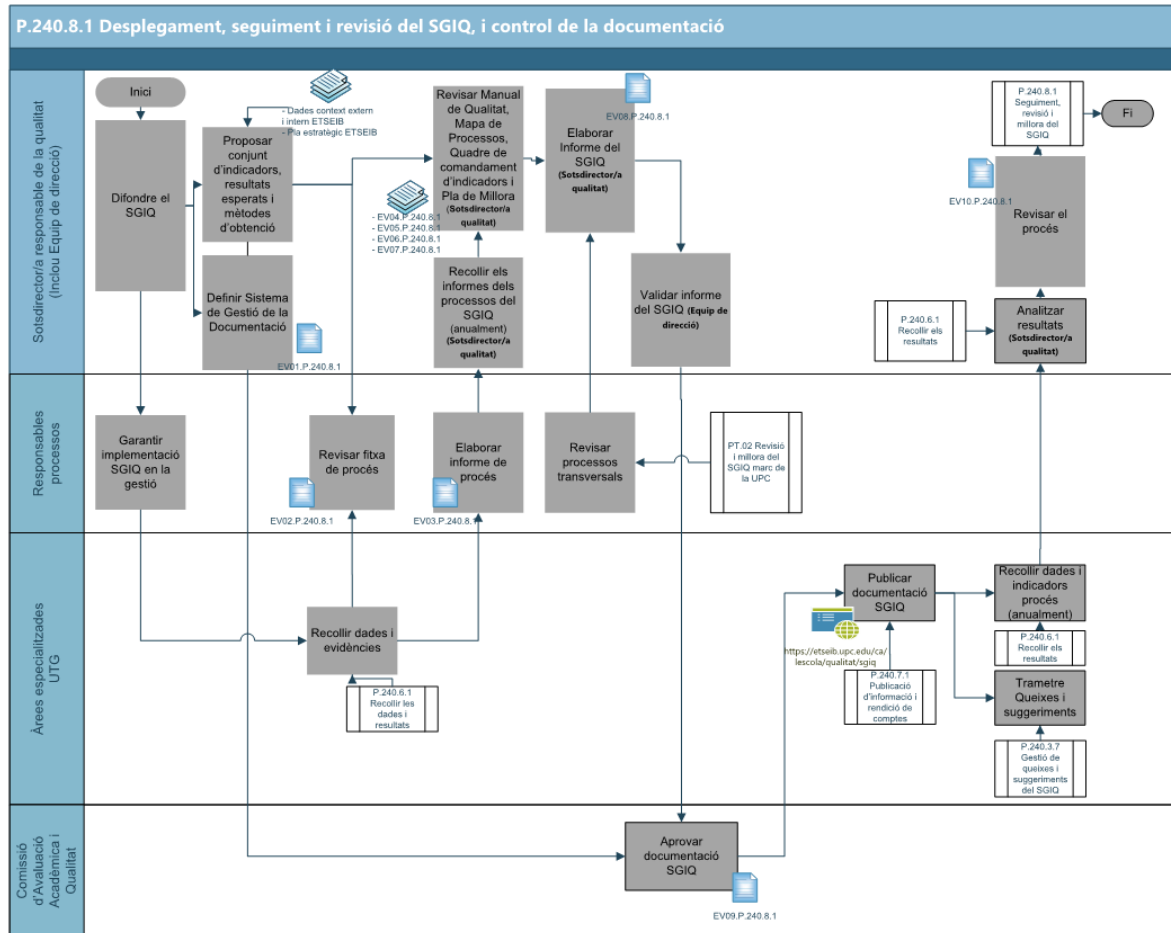 P.240.8.1 Desplegament, seguiment i revisió del SGIQ, i control de la documentació
Sotsdirector/a responsable de la qualitat
(Inclou Equip de direcció)
Inici
- Dades context extern
i intern ETSEIB
- Pla estratègic ETSEIB
Difondre el
SGIQ
Proposar
conjunt
d'indicadors,
resultats
esperats i
mètodes
d'obtenció
Definir Sistema
de Gestió de la
Documentació
EV01.P.240.8.1
Revisar Manual
de Qualitat,
Mapa de
Processos,
Quadre de
comandament
d'indicadors i
Pla de Millora
(Sotsdirector/a
qualitat)
- EV04.P.240.8.1
- EV05.P.240.8.1
- EV06.P.240.8.1
- EV07.P.240.8.1
Recollir els
informes dels
processos del
SGIQ
(anualment)
(Sotsdirector/a
qualitat)
Elaborar
Informe del
SGIQ
(Sotsdirector/a
qualitat)
EV08.P.240.8.1
Validar informe
del SGIQ (Equip de
direcció)
P.240.8.1
Seguiment,
revisió i
millora del
SGIQ
Fi
Revisar el
procés
EV10.P.240.8.1
P.240.6.1
Recollir els
resultats
Analitzar
resultats
(Sotsdirector/a
qualitat)
Responsables
processos
Garantir
implementació
SGIQ en la
gestió
Revisar fitxa
de procés
EV02.P.240.8.1
Elaborar
informe de
procés
EV03.P.240.8.1
Revisar
processos
transversals
PT.02 Revisió
i millora del
SGIQ marc de
la UPC
Àrees especialitzades
UTG
Recollir dades i
evidències
P.240.6.1
Recollir les
dades i
resultats
Publicar
documentació
SGIQ
https://etseib.upc.edu/ca/
lescola/qualitat/sgiq
P.240.7.1
Publicació
d'informació i
rendició de
comptes
Recollir dades i
indicadors
procés
(anualment)
P.240.6.1
Recollir els
resultats
Trametre
Queixes i
suggeriments
P.240.3.7
Gestió de
queixes i
suggeriments
del SGIQ
Comissió
d'Avaluació
Acadèmica i
Qualitat
Aprovar
documentació
SGIQ
EV09.P.240.8.1